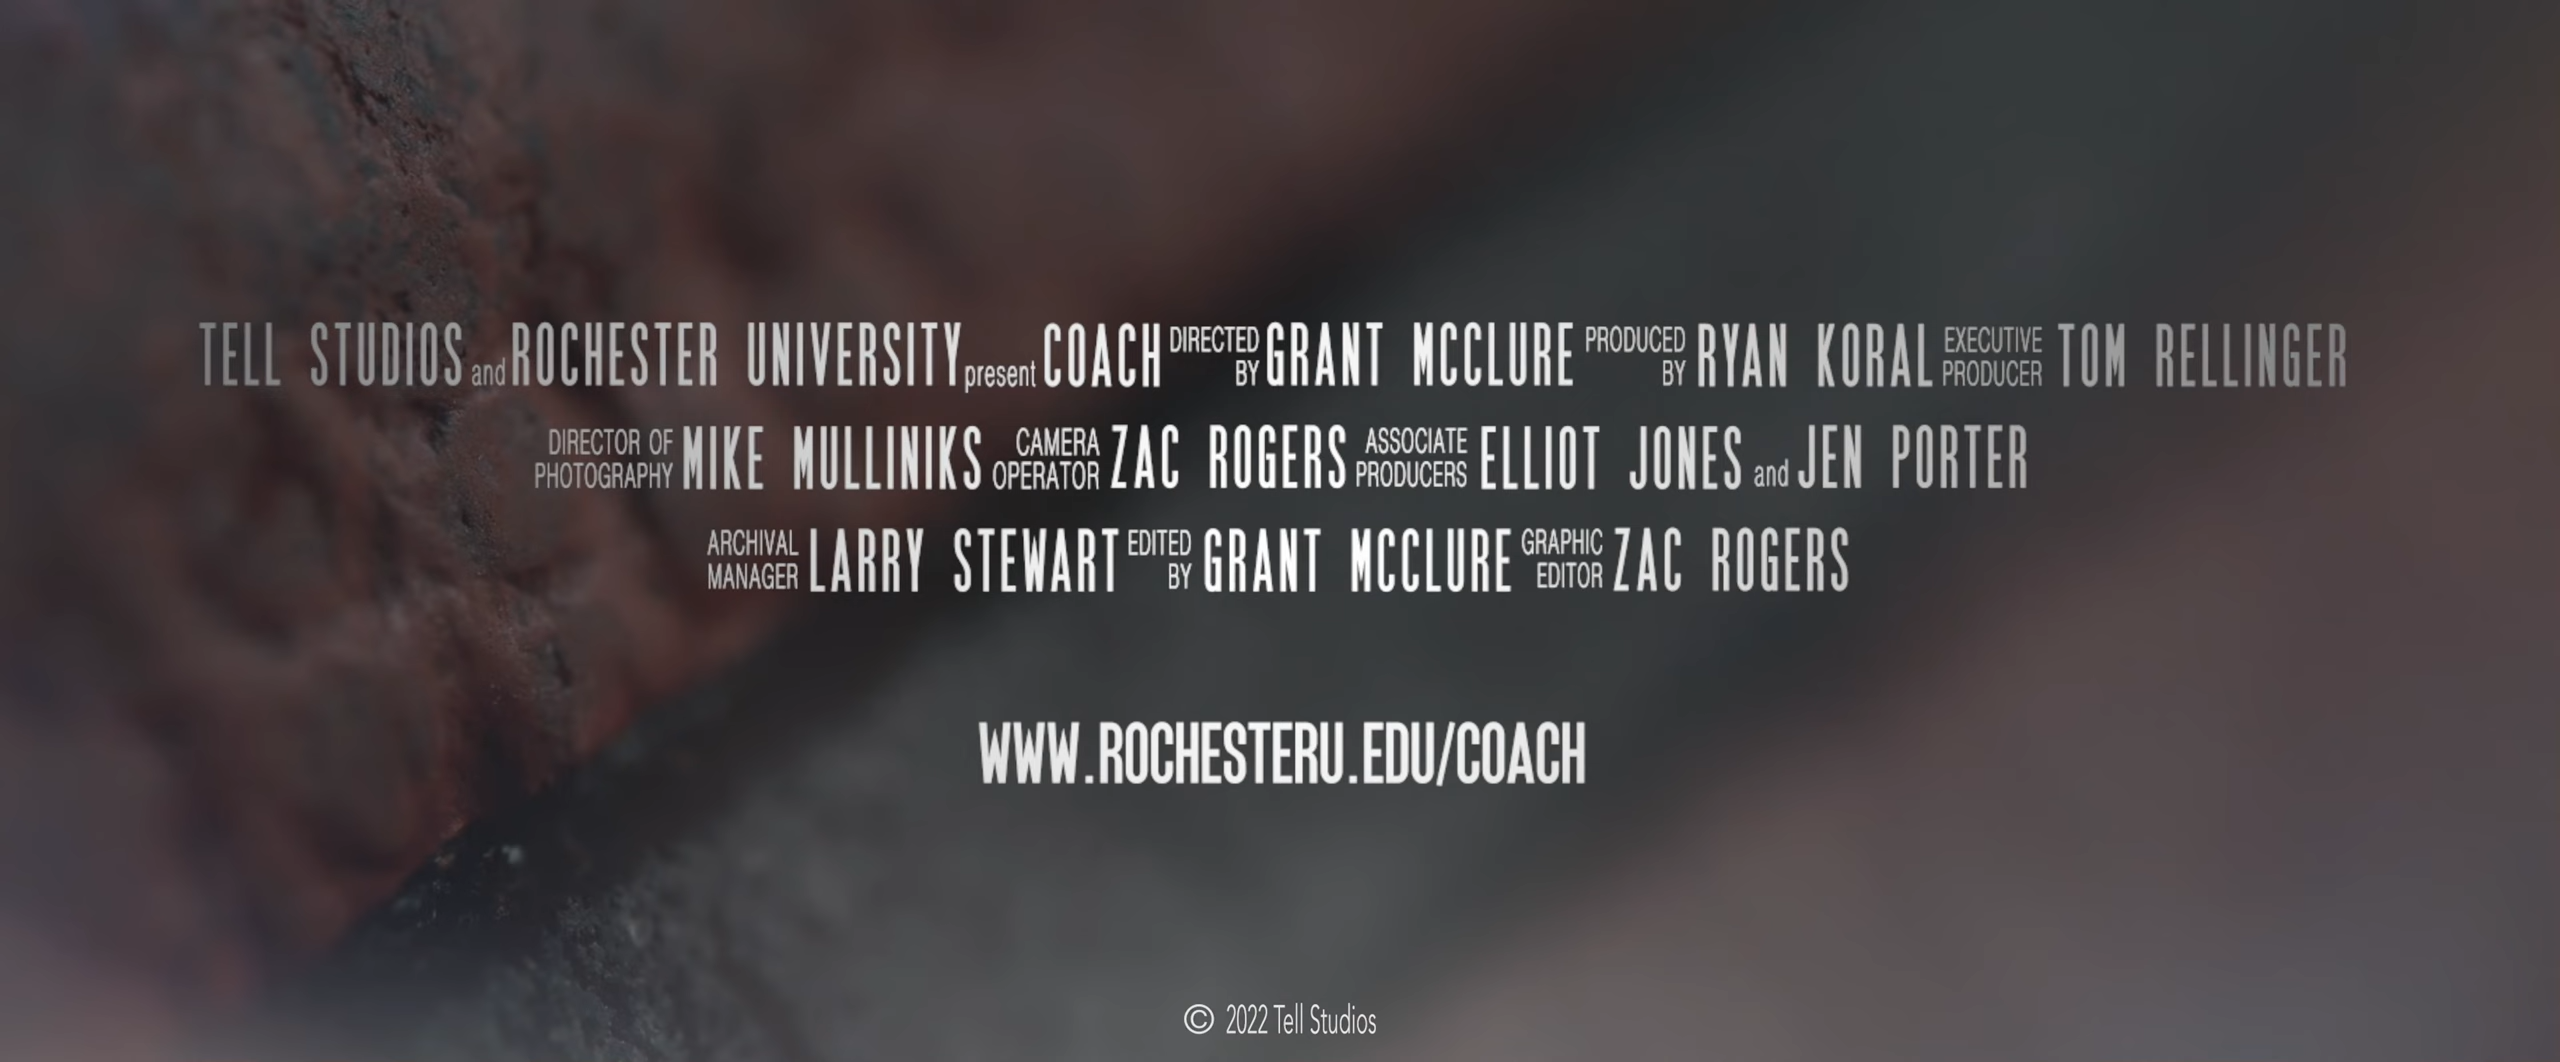 TELL STUDIOS and ROCHESTER UNIVERSITY present COACH DIRECTED BY GRANT MCCLURE PRODUCED BY RYAN KORAL EXECUTIVE PRODUCER TOM RELLINGER
DIRECTOR OF PHOTOGRAPHY MIKE MULLINIKS CAMERA OPERATOR ZAC ROGERS ASSOCIATE PRODUCERS ELLIOT JONES and JEN PORTER
ARCHIVAL MANAGER LARRY STEWART EDITED BY GRANT MCCLURE GRAPHIC EDITOR ZAC ROGERS
WWW.ROCHESTERU.EDU/COACH
© 2022 Tell Studios